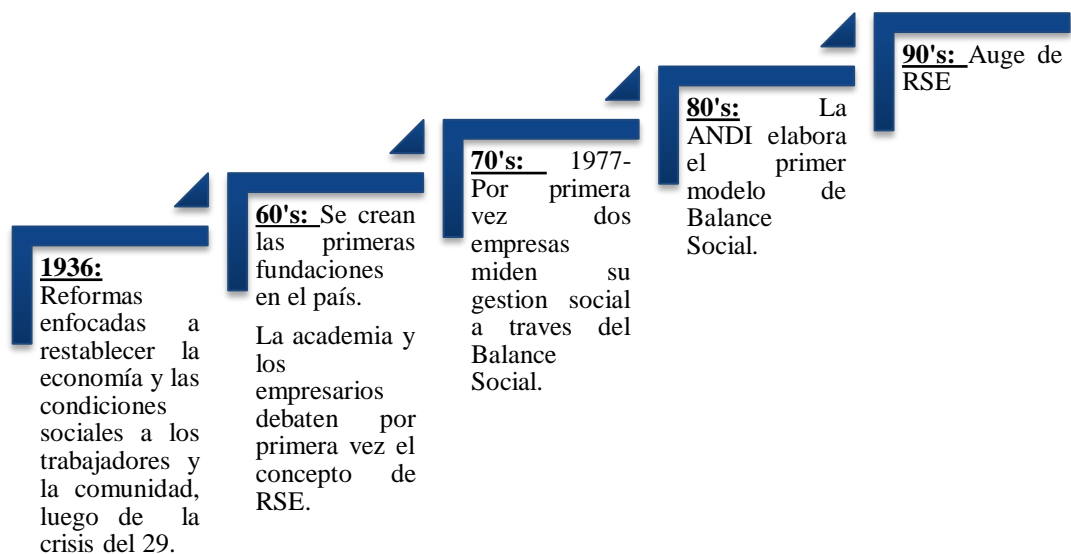 1936:
Reformas
enfocadas a
restablecer la
economía y las
condiciones
sociales a los
trabajadores y
la comunidad,
luego de la
crisis del 29.
60's: Se crean
las primeras
fundaciones
en el país.
La academia y
los
empresarios
debaten por
primera vez el
concepto de
RSE.
70's: 1977-
Por primera
vez dos
empresas
miden su
gestion social
a traves del
Balance
Social.
80's: La
ANDI elabora
el primer
modelo de
Balance
Social.
90's: Auge de
RSE